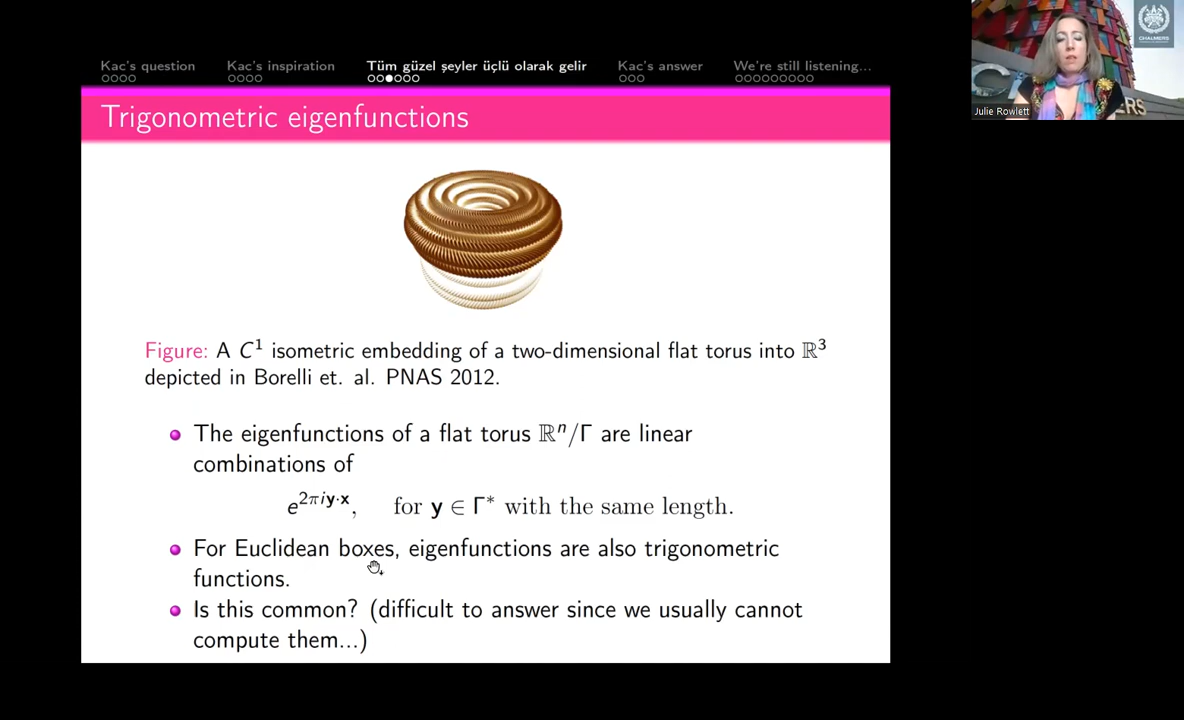 Kac's question
Kac's inspiration
Tüm güzel şeyler üçlü olarak gelir
Kac's answer
We're still listening...
Trigonometric eigenfunctions
Figure: A C¹ isometric embedding of a two-dimensional flat torus into ℝ³
depicted in Borelli et. al. PNAS 2012.
The eigenfunctions of a flat torus ℝⁿ/Γ are linear
combinations of
e^{2πi𝐲·𝐱}, for 𝐲 ∈ Γ* with the same length.
For Euclidean boxes, eigenfunctions are also trigonometric
functions.
Is this common? (difficult to answer since we usually cannot
compute them...)
CHALMERS
Julie Rowlett
ERS